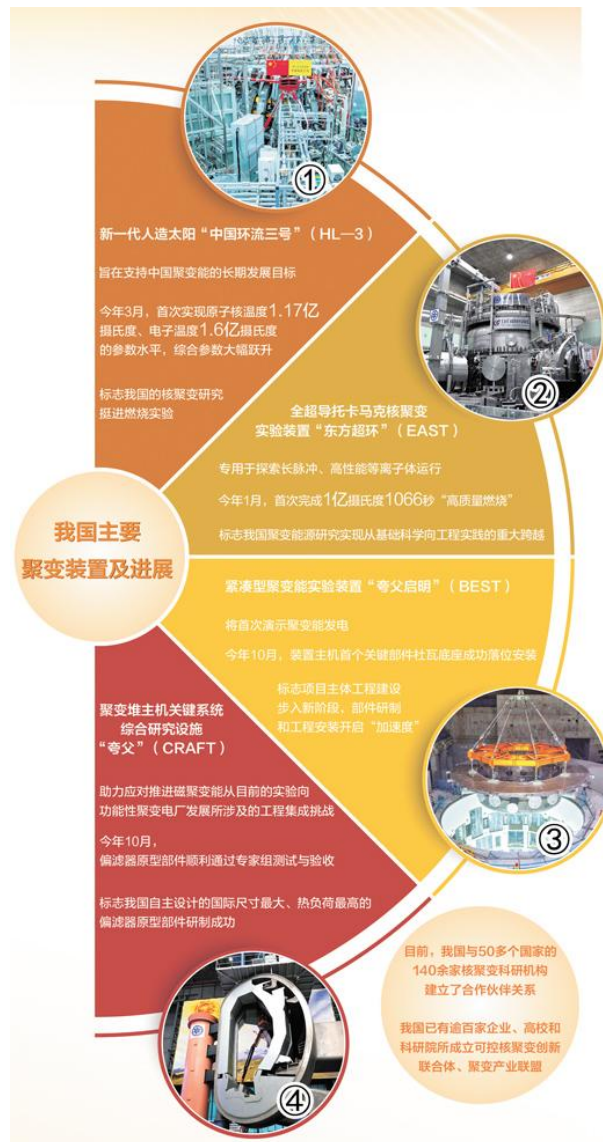 ①
新一代人造太阳“中国环流三号”（HL—3）
旨在支持中国聚变能的长期发展目标
今年3月，首次实现原子核温度1.17亿
摄氏度、电子温度1.6亿摄氏度
的参数水平，综合参数大幅跃升
标志我国的核聚变研究
挺进燃烧实验
②
全超导托卡马克核聚变
实验装置“东方超环”（EAST）
专用于探索长脉冲、高性能等离子体运行
今年1月，首次完成1亿摄氏度1066秒“高质量燃烧”
标志我国聚变能源研究实现从基础科学向工程实践的重大跨越
我国主要
聚变装置及进展
紧凑型聚变能实验装置“夸父启明”（BEST）
将首次演示聚变能发电
今年10月，装置主机首个关键部件杜瓦底座成功落位安装
标志项目主体工程建设
步入新阶段、部件研制
和工程安装开启“加速度”
③
聚变堆主机关键系统
综合研究设施
“夸父”（CRAFT）
助力应对推进磁聚变能从目前的实验向
功能性聚变电厂发展所涉及的工程集成挑战
今年10月，
偏滤器原型部件顺利通过专家组测试与验收
标志我国自主设计的国际尺寸最大、热负荷最高的
偏滤器原型部件研制成功
④
目前，我国与50多个国家的
140余家核聚变科研机构
建立了合作伙伴关系
我国已有逾百家企业、高校和
科研院所成立可控核聚变创新
联合体、聚变产业联盟